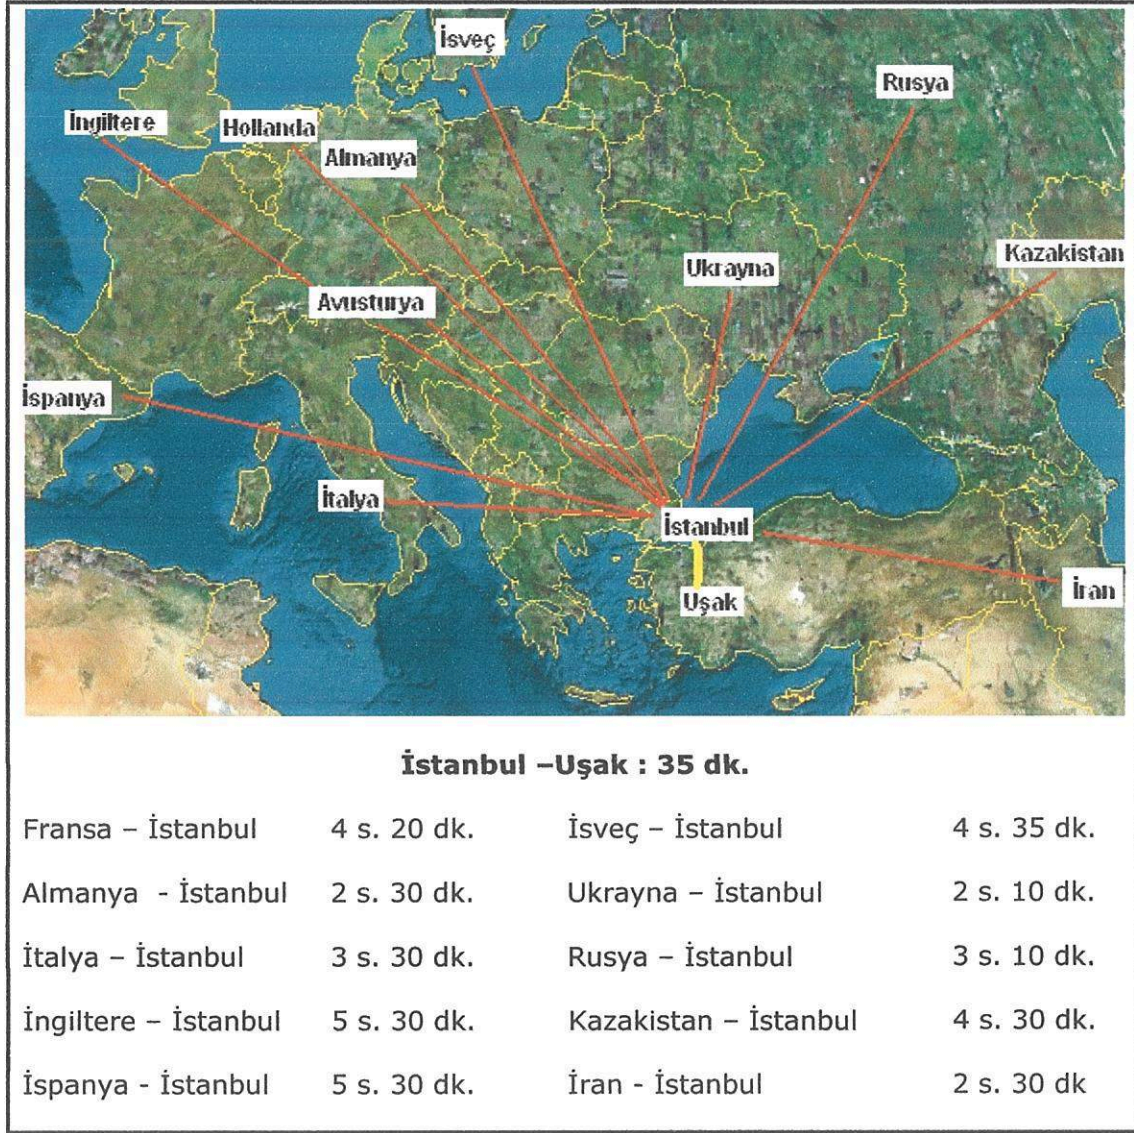 İsveç
Rusya
İngiltere
Hollanda
Almanya
Kazakistan
Ukrayna
Avusturya
İspanya
İtalya
İstanbul
İran
Uşak
İstanbul –Uşak : 35 dk.
Fransa – İstanbul 4 s. 20 dk. İsveç – İstanbul 4 s. 35 dk.
Almanya - İstanbul 2 s. 30 dk. Ukrayna – İstanbul 2 s. 10 dk.
İtalya – İstanbul 3 s. 30 dk. Rusya – İstanbul 3 s. 10 dk.
İngiltere – İstanbul 5 s. 30 dk. Kazakistan – İstanbul 4 s. 30 dk.
İspanya - İstanbul 5 s. 30 dk. İran - İstanbul 2 s. 30 dk